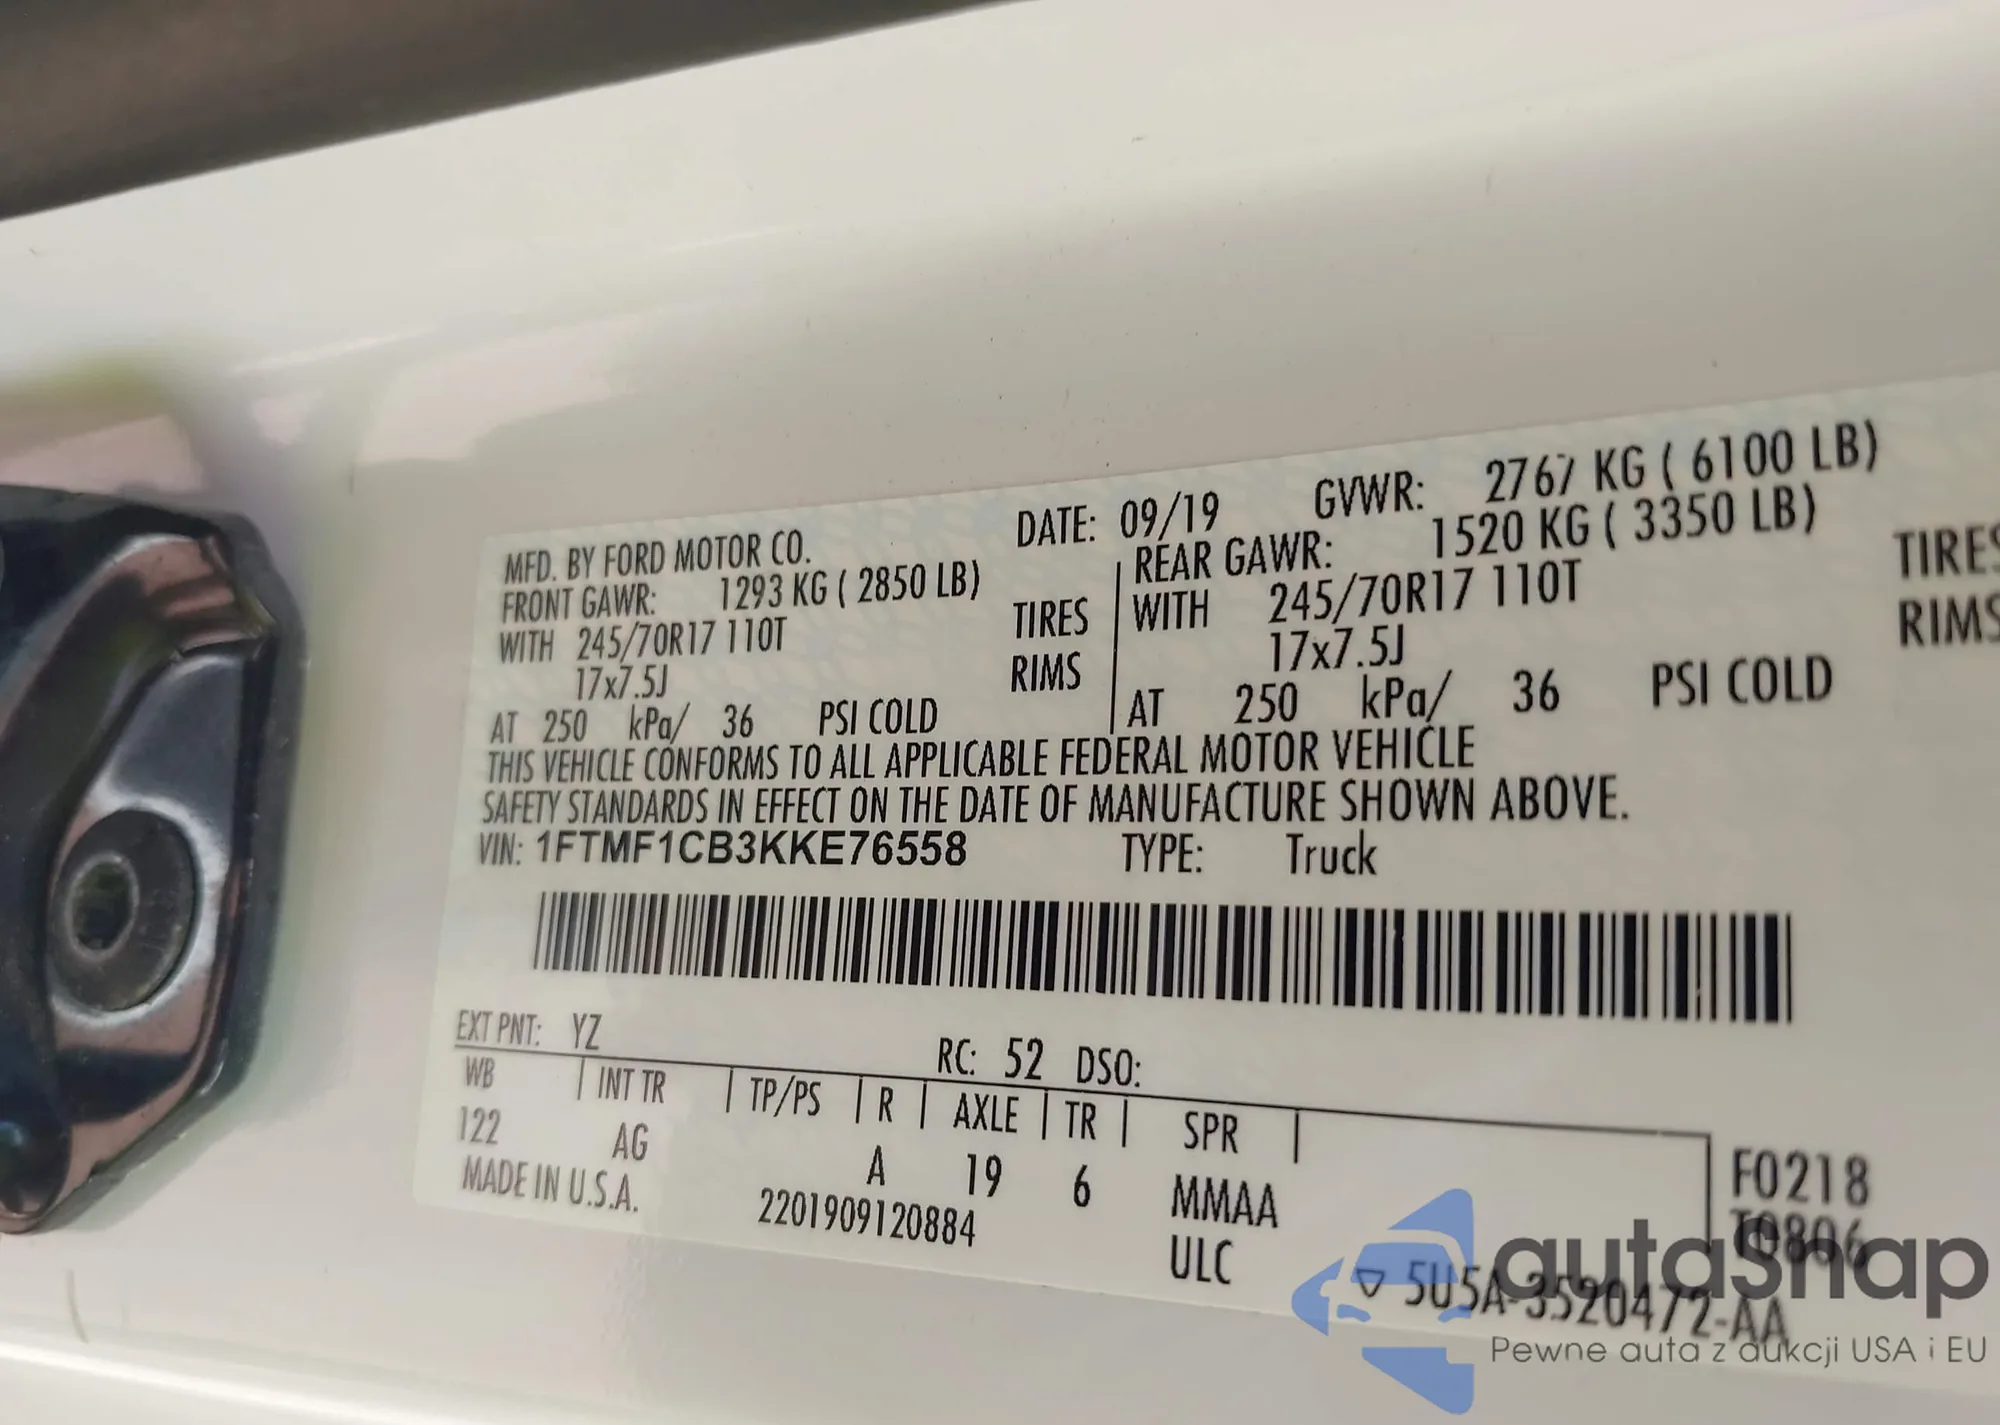 MFD. BY FORD MOTOR CO. DATE: 09/19 GVWR: 2767 KG ( 6100 LB)
FRONT GAWR: 1293 KG ( 2850 LB) REAR GAWR: 1520 KG ( 3350 LB)
WITH 245/70R17 110T TIRES WITH 245/70R17 110T TIRES
17x7.5J RIMS 17x7.5J RIMS
AT 250 kPa/ 36 PSI COLD AT 250 kPa/ 36 PSI COLD
THIS VEHICLE CONFORMS TO ALL APPLICABLE FEDERAL MOTOR VEHICLE
SAFETY STANDARDS IN EFFECT ON THE DATE OF MANUFACTURE SHOWN ABOVE.
VIN: 1FTMF1CB3KKE76558 TYPE: Truck
EXT PNT: YZ RC: 52 DSO:
WB | INT TR | TP/PS | R | AXLE | TR | SPR |
122 AG A 19 6 MMAA F0218
MADE IN U.S.A. 2201909120884 ULC T0806
▽ 5U5A-3520472-AA
autaSnap
Pewne auta z aukcji USA i EU